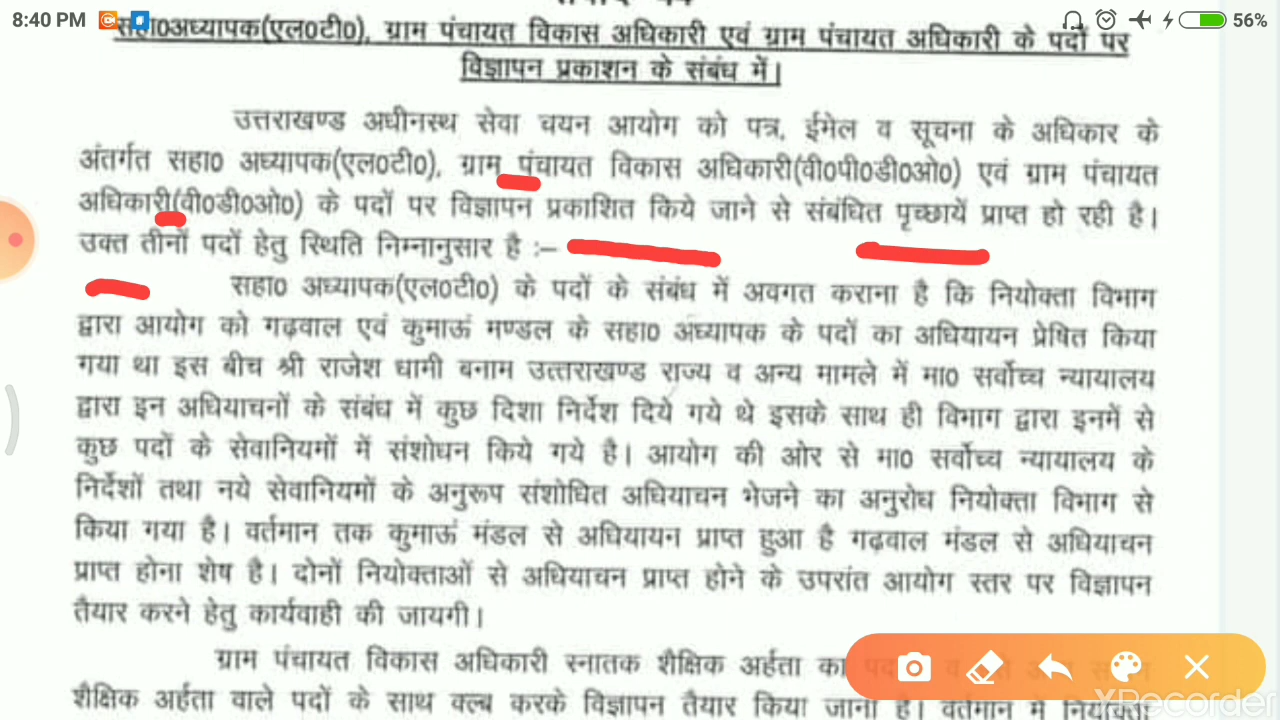 8:40 PM 56%
सहा0अध्यापक(एल0टी0), ग्राम पंचायत विकास अधिकारी एवं ग्राम पंचायत अधिकारी के पदों पर
विज्ञापन प्रकाशन के संबंध में।
उत्तराखण्ड अधीनस्थ सेवा चयन आयोग को पत्र, ईमेल व सूचना के अधिकार के
अंतर्गत सहा0 अध्यापक(एल0टी0), ग्राम पंचायत विकास अधिकारी(वी0पी0डी0ओ0) एवं ग्राम पंचायत
अधिकारी(वी0डी0ओ0) के पदों पर विज्ञापन प्रकाशित किये जाने से संबंधित पृच्छायें प्राप्त हो रही है।
उक्त तीनों पदों हेतु स्थिति निम्नानुसार है :–
सहा0 अध्यापक(एल0टी0) के पदों के संबंध में अवगत कराना है कि नियोक्ता विभाग
द्वारा आयोग को गढ़वाल एवं कुमाऊं मण्डल के सहा0 अध्यापक के पदों का अधियायन प्रेषित किया
गया था इस बीच श्री राजेश धामी बनाम उत्तराखण्ड राज्य व अन्य मामले में मा0 सर्वोच्च न्यायालय
द्वारा इन अधियाचनों के संबंध में कुछ दिशा निर्देश दिये गये थे इसके साथ ही विभाग द्वारा इनमें से
कुछ पदों के सेवानियमों में संशोधन किये गये है। आयोग की ओर से मा0 सर्वोच्च न्यायालय के
निर्देशों तथा नये सेवानियमों के अनुरूप संशोधित अधियाचन भेजने का अनुरोध नियोक्ता विभाग से
किया गया है। वर्तमान तक कुमाऊं मंडल से अधियायन प्राप्त हुआ है गढ़वाल मंडल से अधियाचन
प्राप्त होना शेष है। दोनों नियोक्ताओं से अधियाचन प्राप्त होने के उपरांत आयोग स्तर पर विज्ञापन
तैयार करने हेतु कार्यवाही की जायगी।
ग्राम पंचायत विकास अधिकारी स्नातक शैक्षिक अर्हता का
शैक्षिक अर्हता वाले पदों के साथ क्ल्ब करके विज्ञापन तैयार किया जाना है। वर्तमान में नियोक्ता
XRecorder